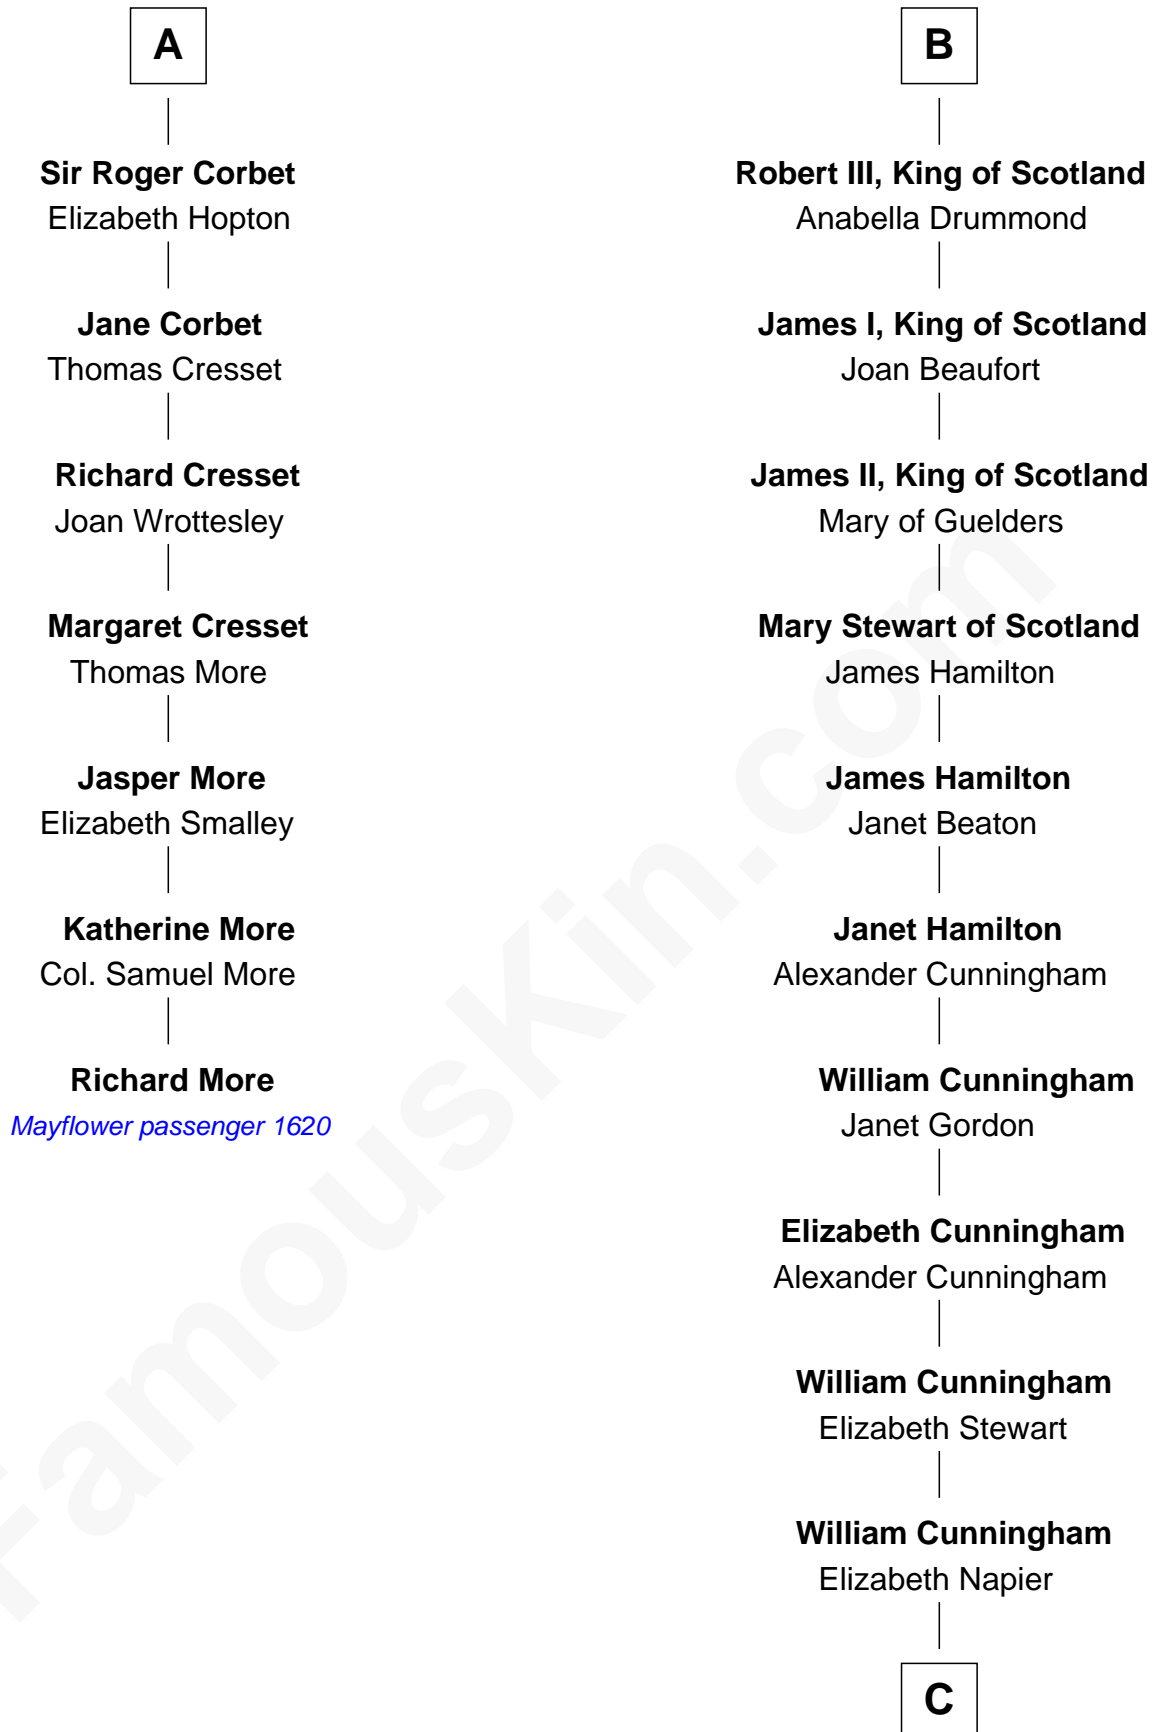 A
Sir Roger Corbet
Elizabeth Hopton
Jane Corbet
Thomas Cresset
Richard Cresset
Joan Wrottesley
Margaret Cresset
Thomas More
Jasper More
Elizabeth Smalley
Katherine More
Col. Samuel More
Richard More
Mayflower passenger 1620
B
Robert III, King of Scotland
Anabella Drummond
James I, King of Scotland
Joan Beaufort
James II, King of Scotland
Mary of Guelders
Mary Stewart of Scotland
James Hamilton
James Hamilton
Janet Beaton
Janet Hamilton
Alexander Cunningham
William Cunningham
Janet Gordon
Elizabeth Cunningham
Alexander Cunningham
William Cunningham
Elizabeth Stewart
William Cunningham
Elizabeth Napier
C
FamousKin.com